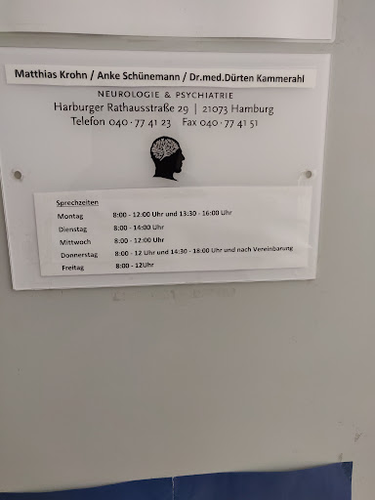 Matthias Krohn / Anke Schünemann / Dr.med.Dürten Kammerahl
NEUROLOGIE & PSYCHIATRIE
Harburger Rathausstraße 29 | 21073 Hamburg
Telefon 040 · 77 41 23 Fax 040 · 77 41 51
Sprechzeiten
Montag 8:00 - 12:00 Uhr und 13:30 - 16:00 Uhr
Dienstag 8:00 - 14:00 Uhr
Mittwoch 8:00 - 12:00 Uhr
Donnerstag 8:00 - 12 Uhr und 14:30 - 18:00 Uhr und nach Vereinbarung
Freitag 8:00 - 12Uhr